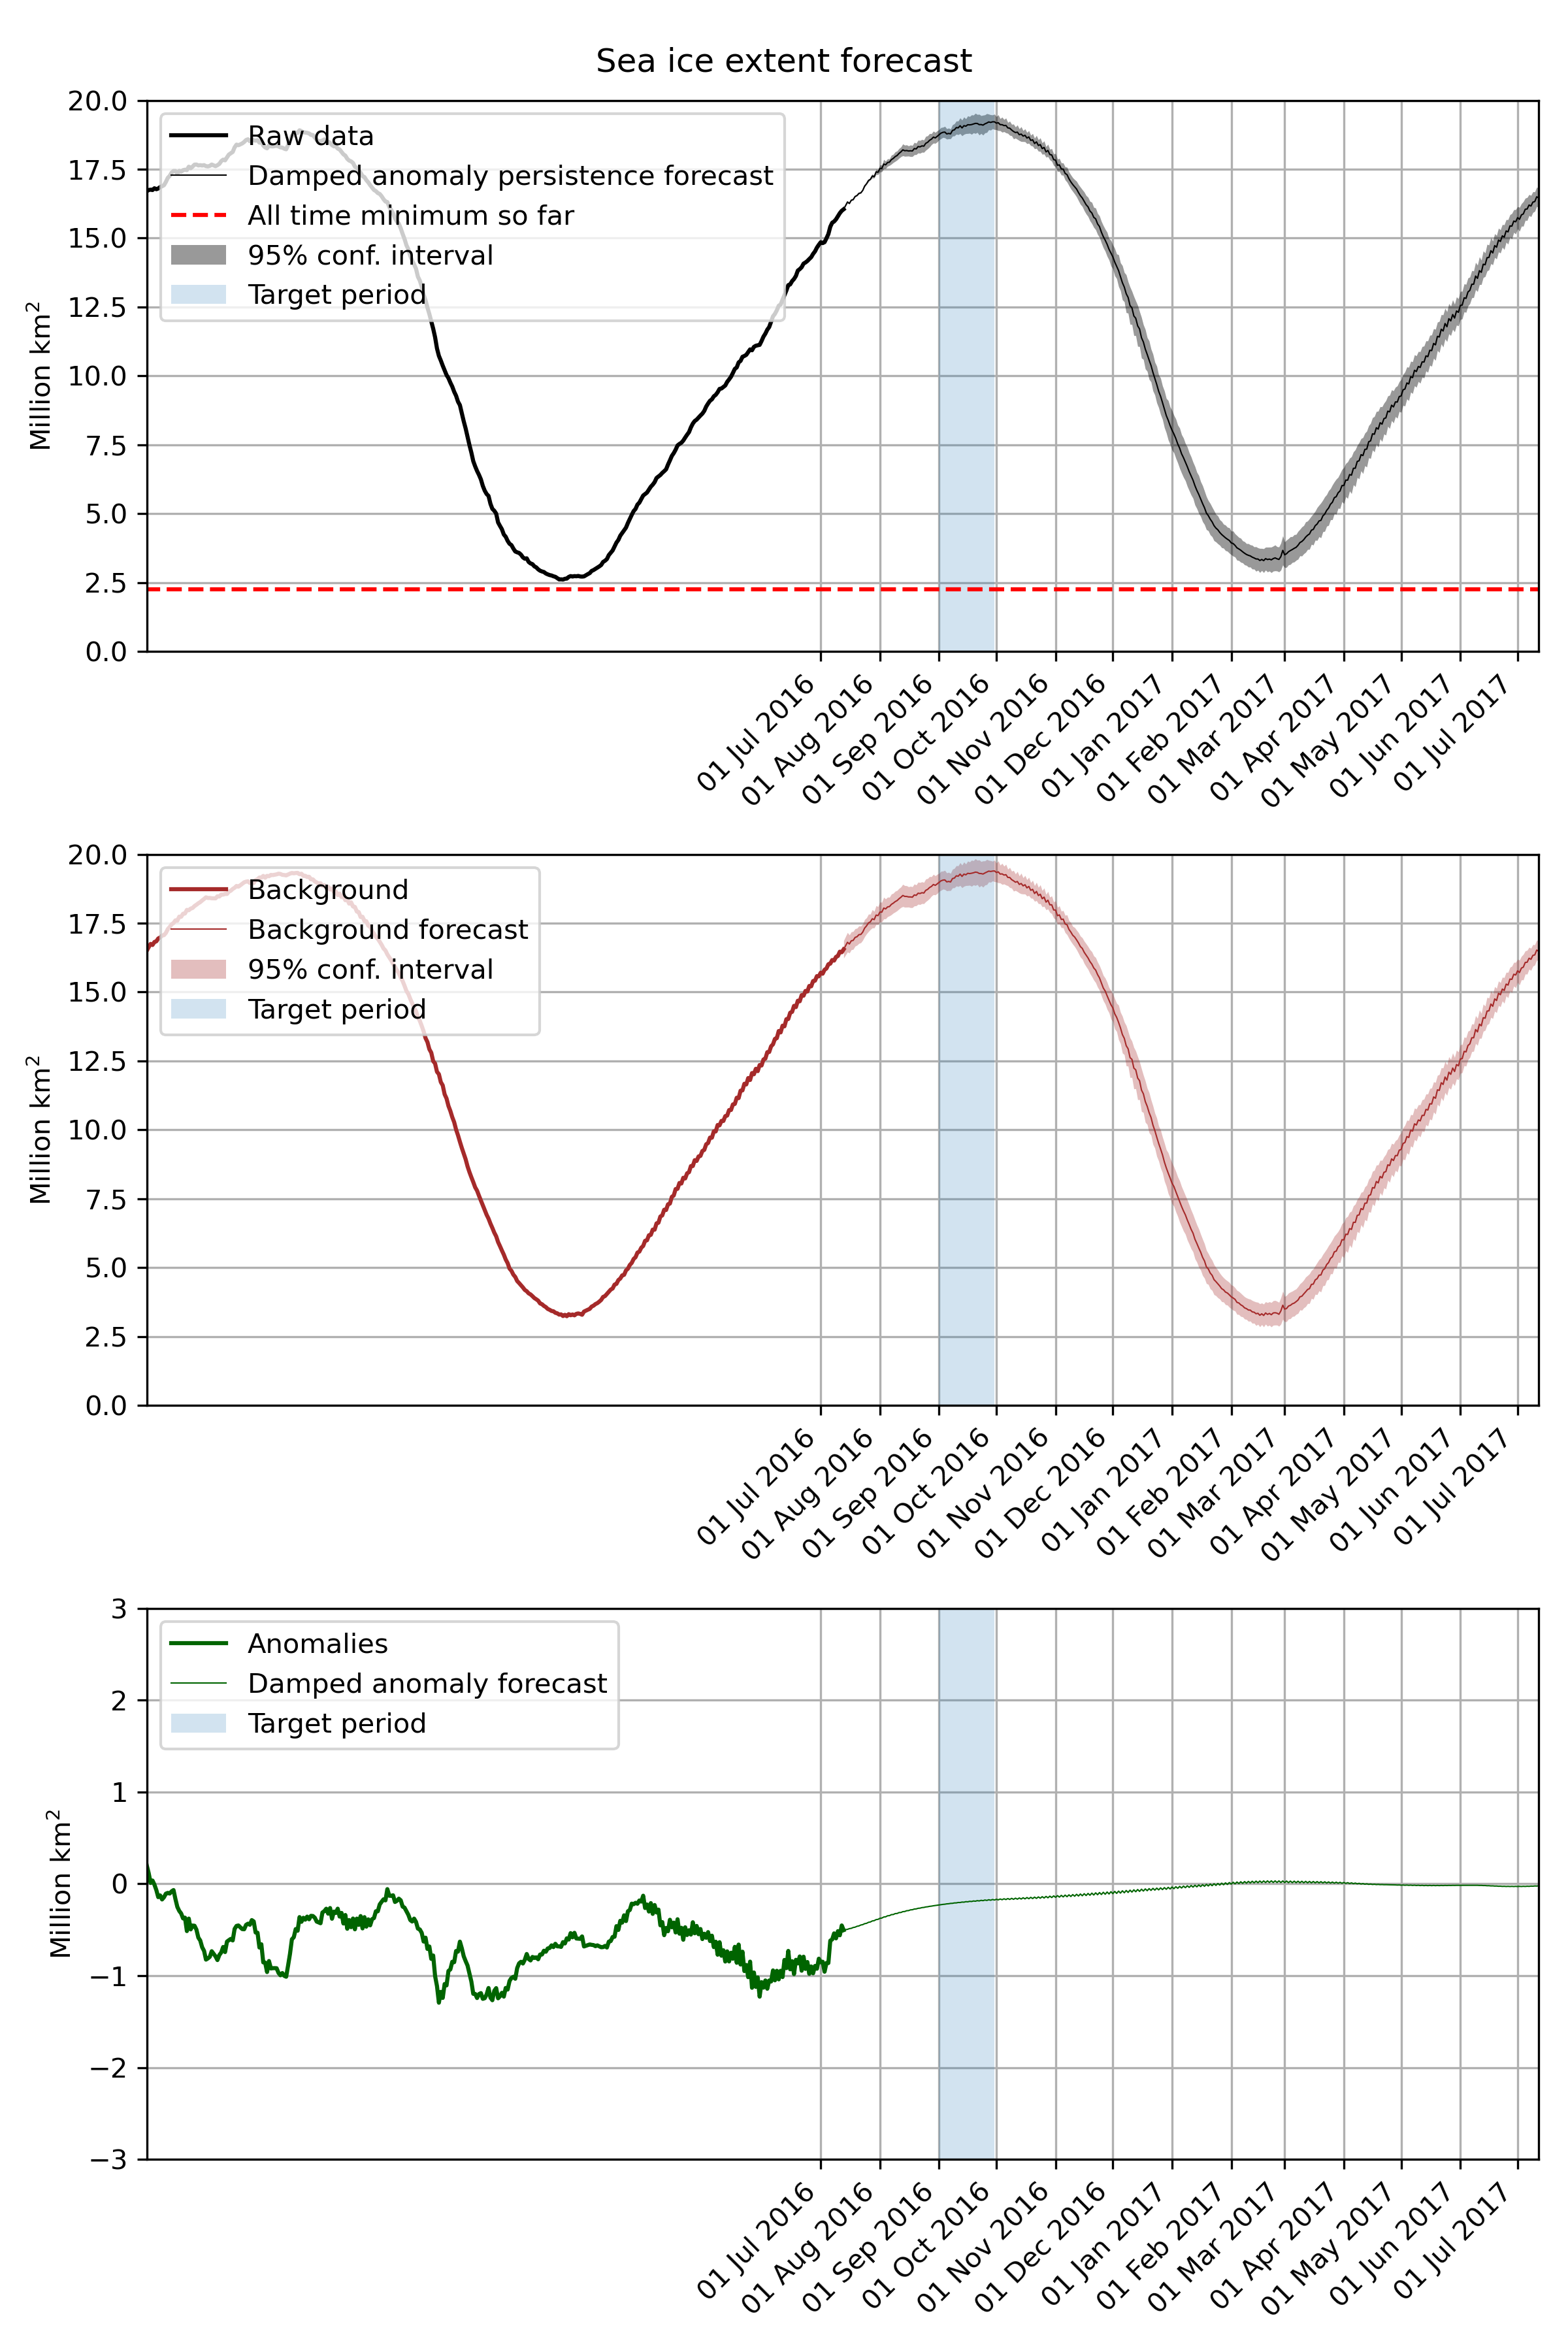 Sea ice extent forecast
20.0
17.5
15.0
12.5
10.0
7.5
5.0
2.5
0.0
Million km²
Raw data
Damped anomaly persistence forecast
All time minimum so far
95% conf. interval
Target period
01 Jul 2016
01 Aug 2016
01 Sep 2016
01 Oct 2016
01 Nov 2016
01 Dec 2016
01 Jan 2017
01 Feb 2017
01 Mar 2017
01 Apr 2017
01 May 2017
01 Jun 2017
01 Jul 2017
20.0
17.5
15.0
12.5
10.0
7.5
5.0
2.5
0.0
Million km²
Background
Background forecast
95% conf. interval
Target period
01 Jul 2016
01 Aug 2016
01 Sep 2016
01 Oct 2016
01 Nov 2016
01 Dec 2016
01 Jan 2017
01 Feb 2017
01 Mar 2017
01 Apr 2017
01 May 2017
01 Jun 2017
01 Jul 2017
3
2
1
0
−1
−2
−3
Million km²
Anomalies
Damped anomaly forecast
Target period
01 Jul 2016
01 Aug 2016
01 Sep 2016
01 Oct 2016
01 Nov 2016
01 Dec 2016
01 Jan 2017
01 Feb 2017
01 Mar 2017
01 Apr 2017
01 May 2017
01 Jun 2017
01 Jul 2017